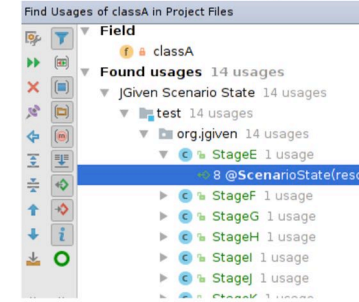 Find Usages of classA in Project Files
Field
f classA
Found usages 14 usages
JGiven Scenario State 14 usages
test 14 usages
org.jgiven 14 usages
C StageE 1 usage
8 @ScenarioState(reso
C StageF 1 usage
C StageG 1 usage
C StageH 1 usage
C StageI 1 usage
C StageJ 1 usage